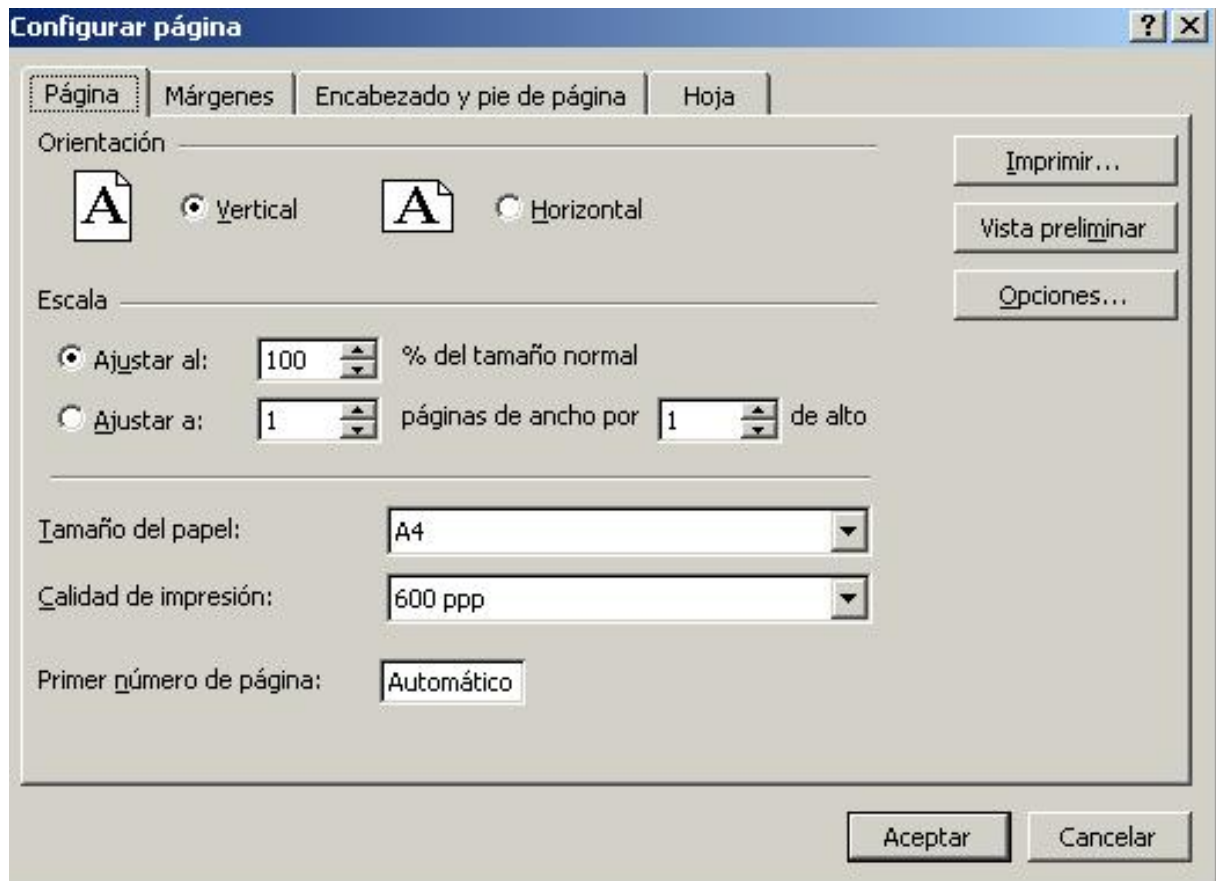 Configurar página
Página Márgenes Encabezado y pie de página Hoja
Orientación
A Vertical A Horizontal
Imprimir...
Vista preliminar
Opciones...
Escala
Ajustar al: 100 % del tamaño normal
Ajustar a: 1 páginas de ancho por 1 de alto
Tamaño del papel: A4
Calidad de impresión: 600 ppp
Primer número de página: Automático
Aceptar Cancelar